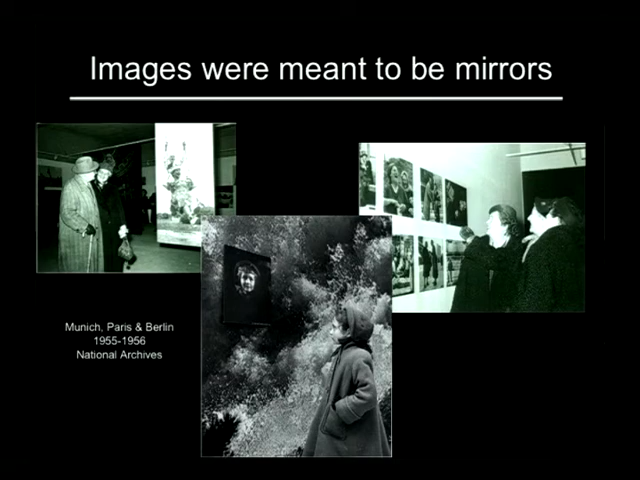 Images were meant to be mirrors
Munich, Paris & Berlin
1955-1956
National Archives